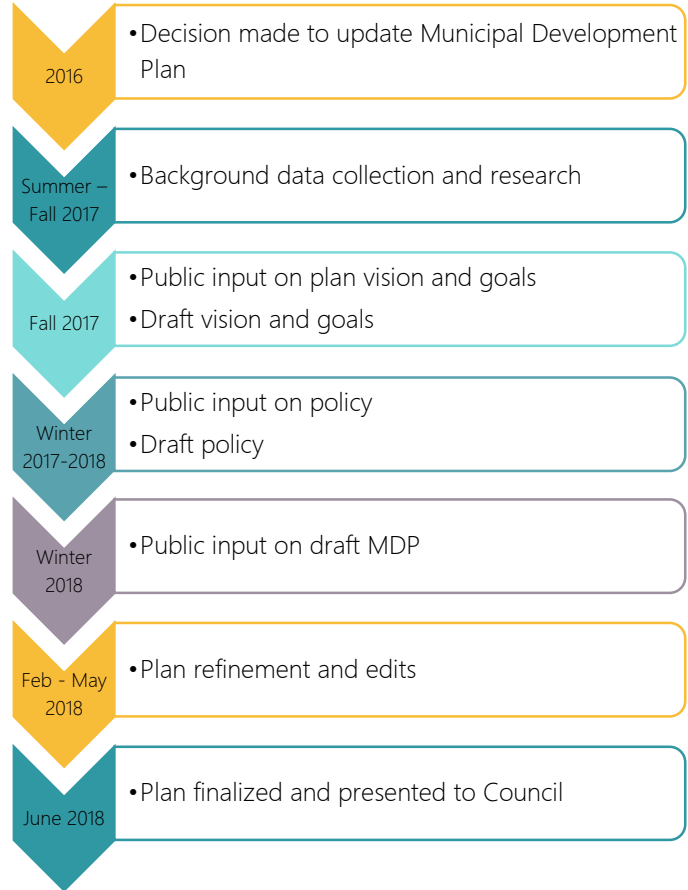 2016
•Decision made to update Municipal Development
Plan
Summer –
Fall 2017
•Background data collection and research
Fall 2017
•Public input on plan vision and goals
•Draft vision and goals
Winter
2017-2018
•Public input on policy
•Draft policy
Winter
2018
•Public input on draft MDP
Feb - May
2018
•Plan refinement and edits
June 2018
•Plan finalized and presented to Council